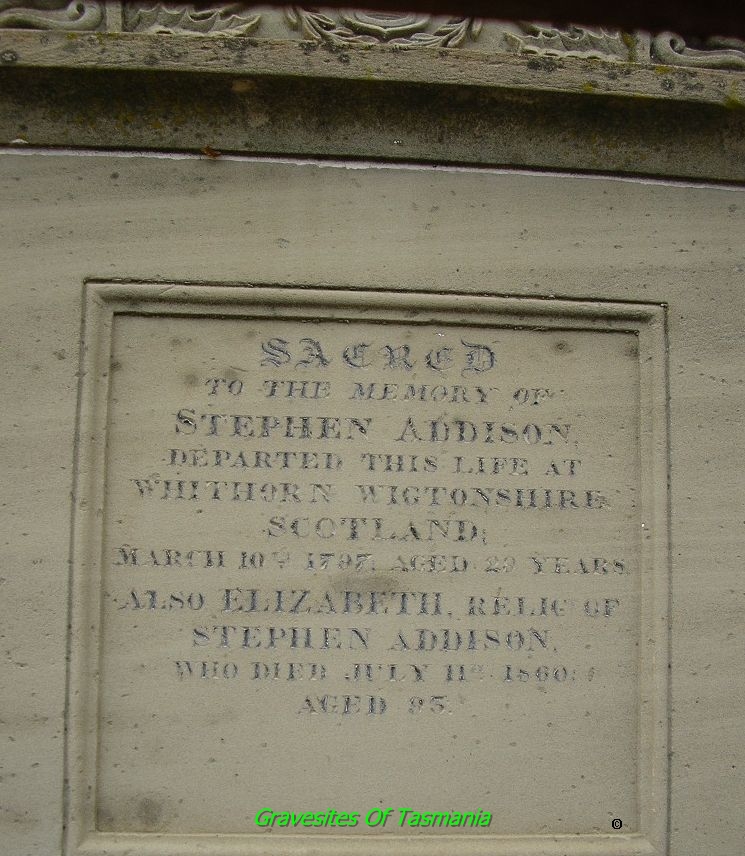 SACRED
TO THE MEMORY OF
STEPHEN ADDISON,
DEPARTED THIS LIFE AT
WHITHORN WIGTONSHIRE
SCOTLAND;
MARCH 10TH 1797, AGED 29 YEARS
ALSO ELIZABETH, RELIC OF
STEPHEN ADDISON,
WHO DIED JULY 11TH 1860;
AGED 93.
Gravesites Of Tasmania
©